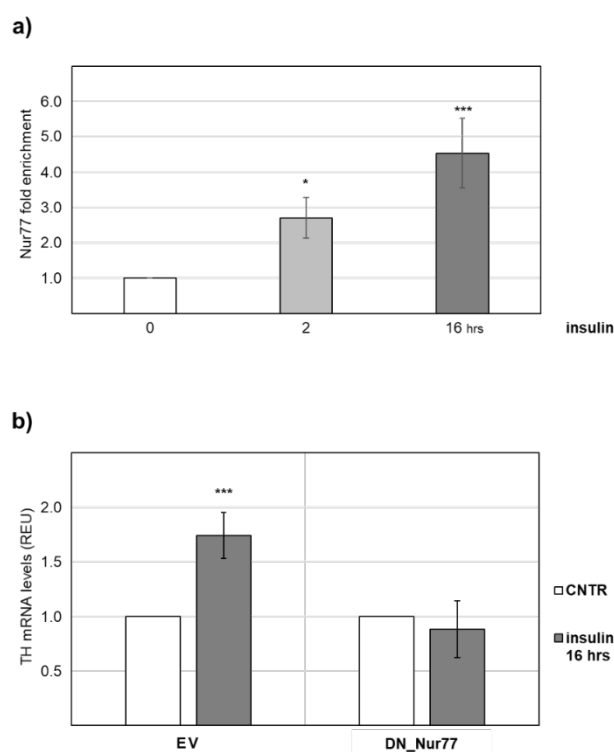 a)
Nur77 fold enrichment
6.0
5.0
4.0
3.0
2.0
1.0
*
***
0 2 16 hrs insulin
b)
TH mRNA levels (REU)
2.0
1.5
1.0
0.5
***
CNTR
insulin
16 hrs
EV DN_Nur77